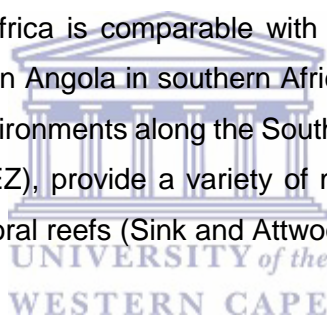 frica is comparable with
n Angola in southern Afric
ironments along the South
EZ), provide a variety of r
oral reefs (Sink and Attwoo
UNIVERSITY of the
WESTERN CAPE